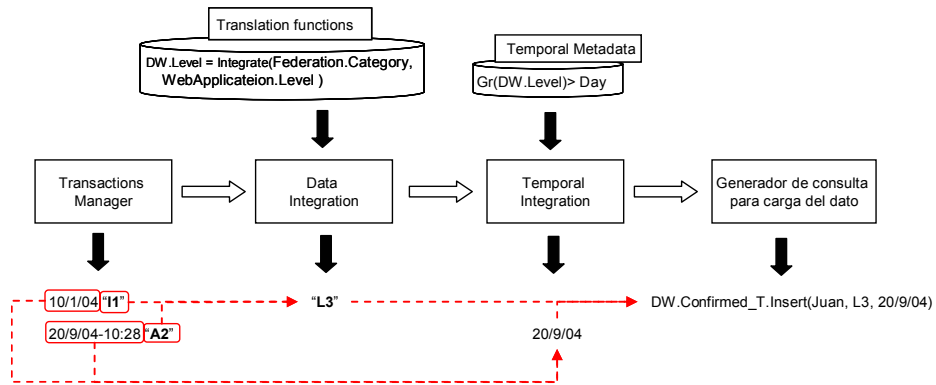 Translation functions
DW.Level = Integrate(Federation.Category,
WebApplicateion.Level )
Temporal Metadata
Gr(DW.Level)> Day
Transactions
Manager
Data
Integration
Temporal
Integration
Generador de consulta
para carga del dato
10/1/04 “I1”
“L3”
DW.Confirmed_T.Insert(Juan, L3, 20/9/04)
20/9/04-10:28 “A2”
20/9/04